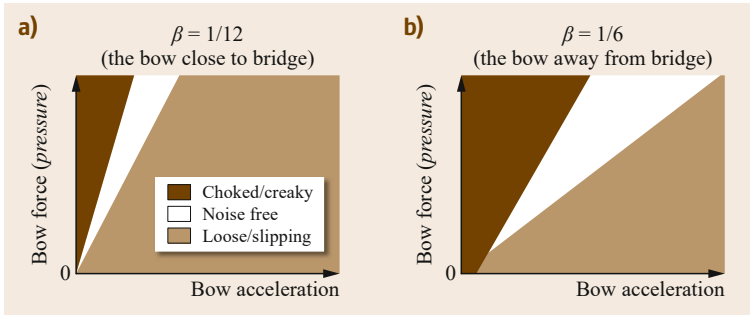 a)
β = 1/12
(the bow close to bridge)
Bow force (pressure)
0
Bow acceleration
Choked/creaky
Noise free
Loose/slipping
b)
β = 1/6
(the bow away from bridge)
Bow force (pressure)
0
Bow acceleration